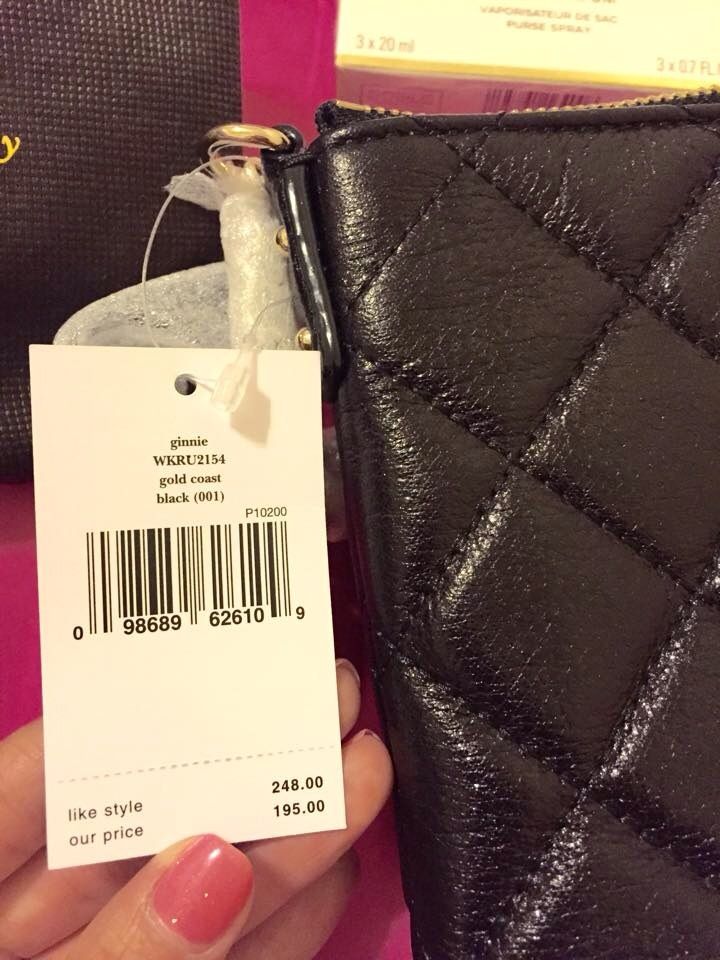 VAPORISATEUR DE SAC
PURSE SPRAY
3 x 20 ml
3 x 0.7 FL.
y
ginnie
WKRU2154
gold coast
black (001)
P10200
0 98689 62610 9
like style 248.00
our price 195.00